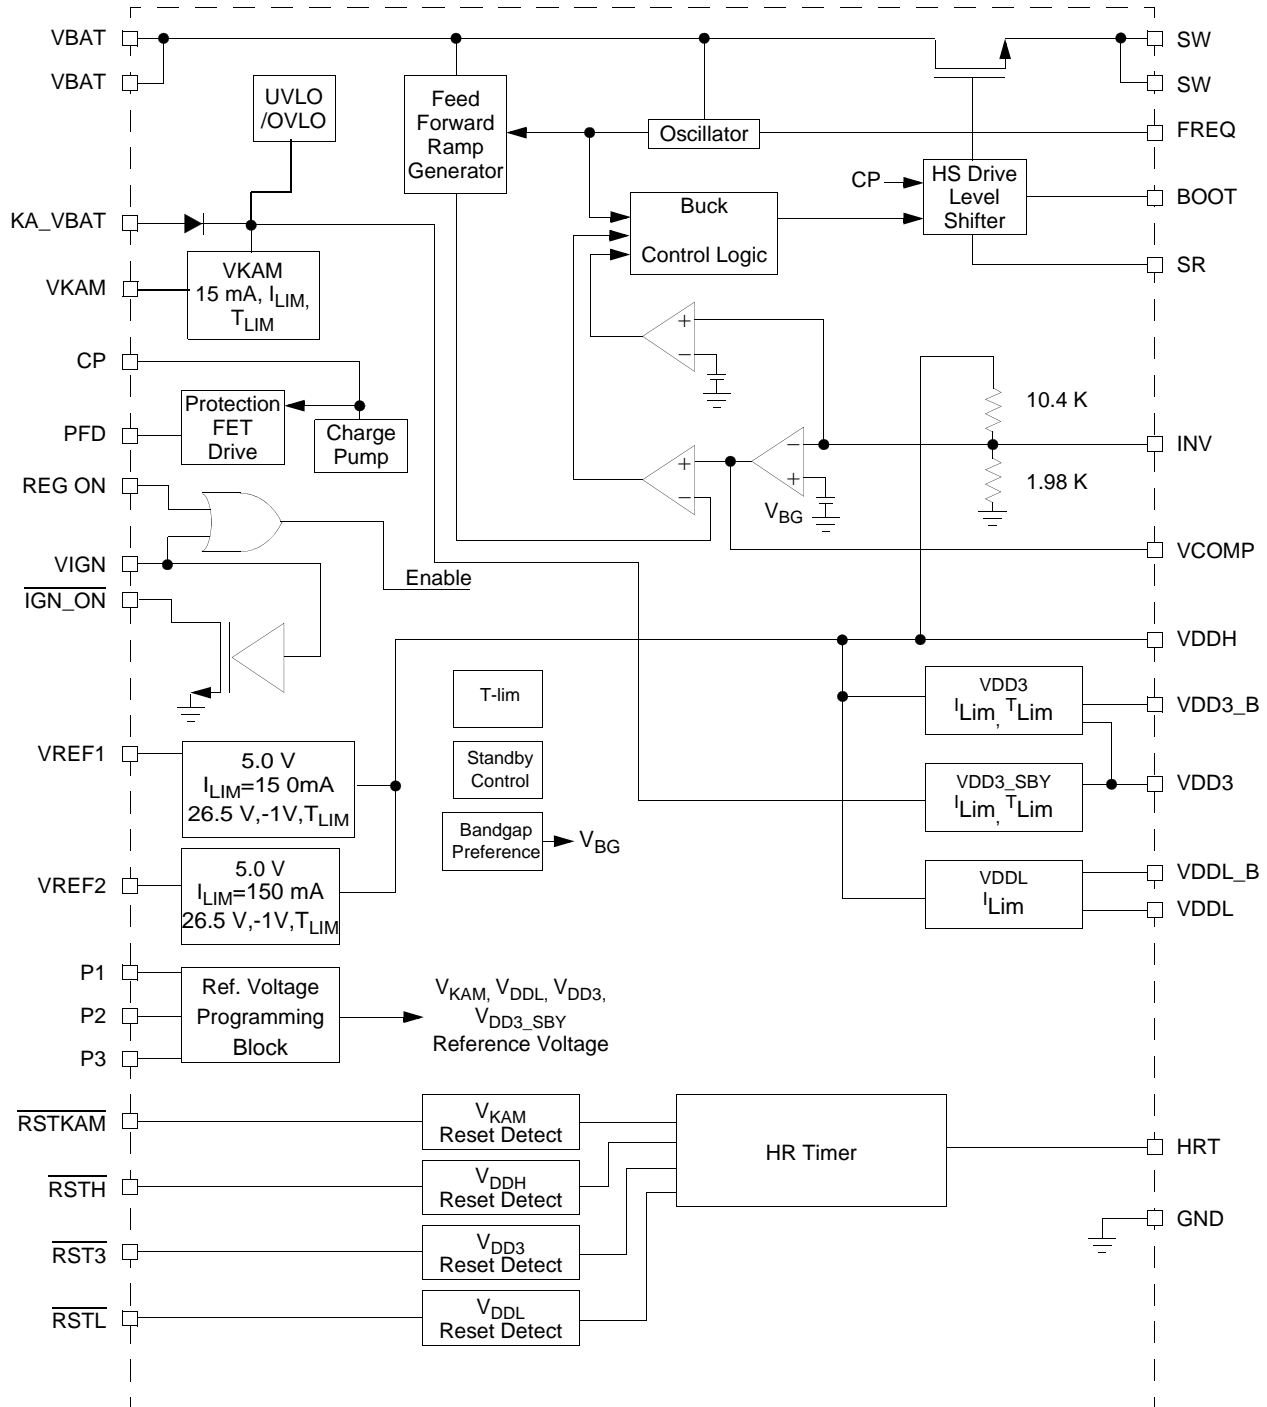 VBAT
SW
VBAT
SW
UVLO
/OVLO
Feed
Forward
Ramp
Generator
Oscillator
FREQ
CP
HS Drive
Level
Shifter
BOOT
Buck
Control Logic
KA_VBAT
SR
VKAM
VKAM
15 mA, ILIM,
TLIM
+
−
CP
10.4 K
Protection
FET
Drive
PFD
Charge
Pump
INV
+
−
−
+
VBG
1.98 K
REG ON
VCOMP
VIGN
Enable
IGN_ON
VDDH
T-lim
VDD3
ILim, TLim
VDD3_B
VREF1
5.0 V
ILIM=15 0mA
26.5 V,-1V,TLIM
Standby
Control
VDD3_SBY
ILim, TLim
VDD3
Bandgap
Preference
VBG
VREF2
5.0 V
ILIM=150 mA
26.5 V,-1V,TLIM
VDDL
ILim
VDDL_B
VDDL
P1
P2
P3
Ref. Voltage
Programming
Block
VKAM, VDDL, VDD3,
VDD3_SBY
Reference Voltage
RSTKAM
VKAM
Reset Detect
HR Timer
HRT
RSTH
VDDH
Reset Detect
GND
RST3
VDD3
Reset Detect
RSTL
VDDL
Reset Detect